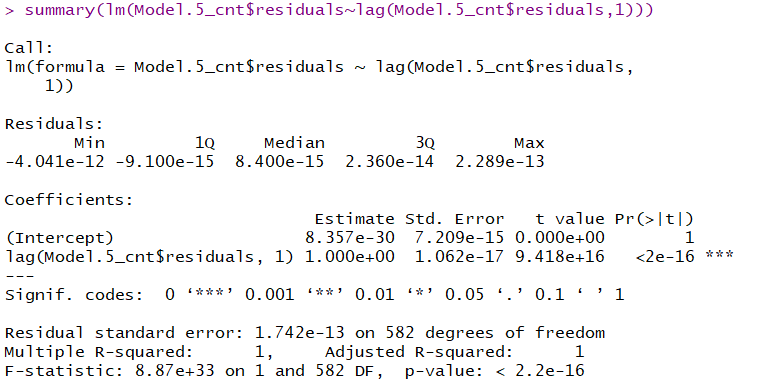 > summary(lm(Model.5_cnt$residuals~lag(Model.5_cnt$residuals,1)))
Call:
lm(formula = Model.5_cnt$residuals ~ lag(Model.5_cnt$residuals,
    1))
Residuals:
       Min         1Q     Median         3Q        Max
-4.041e-12 -9.100e-15  8.400e-15  2.360e-14  2.289e-13
Coefficients:
                               Estimate Std. Error   t value Pr(>|t|)
(Intercept)                   8.357e-30  7.209e-15 0.000e+00        1
lag(Model.5_cnt$residuals, 1) 1.000e+00  1.062e-17 9.418e+16   <2e-16 ***
---
Signif. codes:  0 ‘***’ 0.001 ‘**’ 0.01 ‘*’ 0.05 ‘.’ 0.1 ‘ ’ 1
Residual standard error: 1.742e-13 on 582 degrees of freedom
Multiple R-squared:      1,	Adjusted R-squared:      1
F-statistic: 8.87e+33 on 1 and 582 DF,  p-value: < 2.2e-16